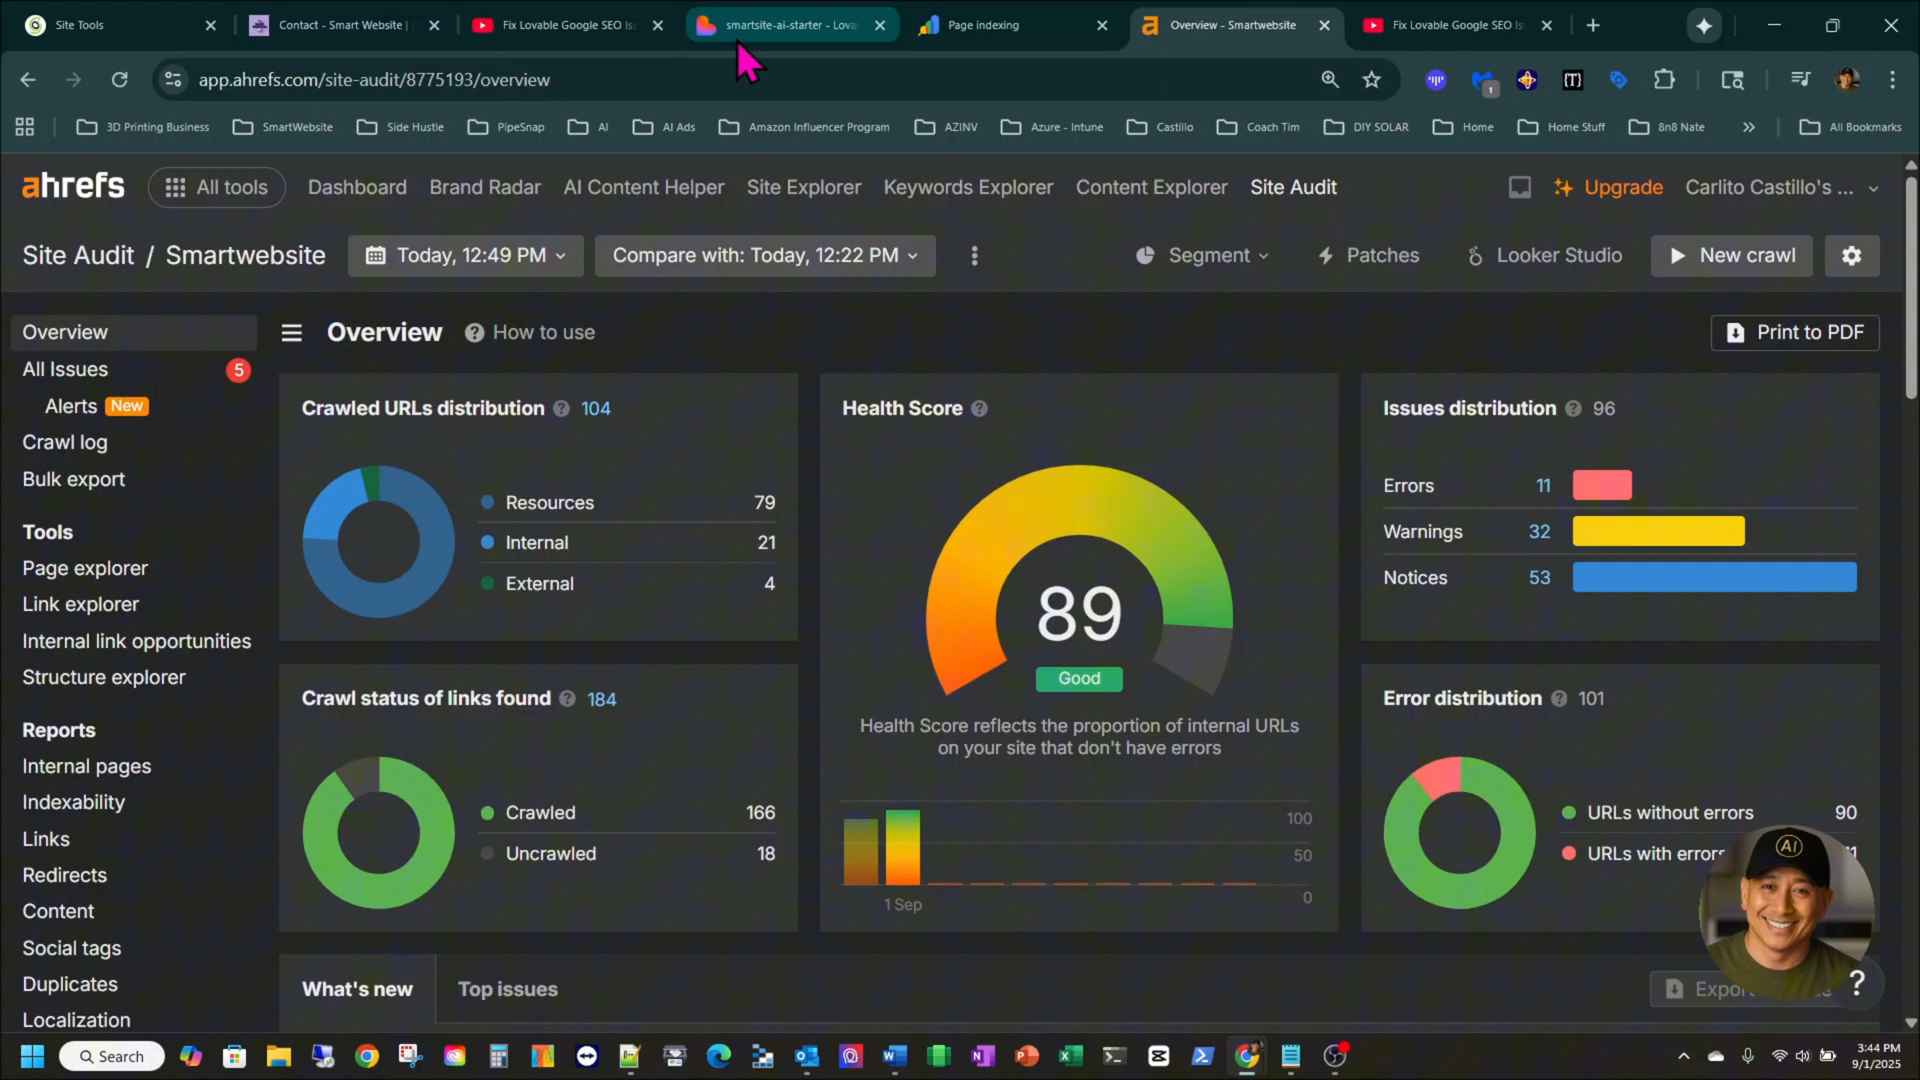 Site Tools
Contact - Smart Website |
Fix Lovable Google SEO Iss
smartsite-ai-starter - Lova
Page indexing
Overview - Smartwebsite
Fix Lovable Google SEO Iss
app.ahrefs.com/site-audit/8775193/overview
1
3D Printing Business
SmartWebsite
Side Hustle
PipeSnap
AI
AI Ads
Amazon Influencer Program
AZINV
Azure - Intune
Castillo
Coach Tim
DIY SOLAR
Home
Home Stuff
8n8 Nate
All Bookmarks
ahrefs
All tools
Dashboard
Brand Radar
AI Content Helper
Site Explorer
Keywords Explorer
Content Explorer
Site Audit
Upgrade
Carlito Castillo's ...
Site Audit / Smartwebsite
Today, 12:49 PM
Compare with: Today, 12:22 PM
Segment
Patches
Looker Studio
New crawl
Overview
All Issues 5
Alerts New
Crawl log
Bulk export
Tools
Page explorer
Link explorer
Internal link opportunities
Structure explorer
Reports
Internal pages
Indexability
Links
Redirects
Content
Social tags
Duplicates
Localization
Overview
How to use
Print to PDF
Crawled URLs distribution 104
Resources 79
Internal 21
External 4
Health Score
89
Good
Health Score reflects the proportion of internal URLs
on your site that don't have errors
100
50
0
1 Sep
Issues distribution 96
Errors 11
Warnings 32
Notices 53
Crawl status of links found 184
Crawled 166
Uncrawled 18
Error distribution 101
URLs without errors 90
URLs with errors
AI
What's new
Top issues
?
Search
3:44 PM
9/1/2025